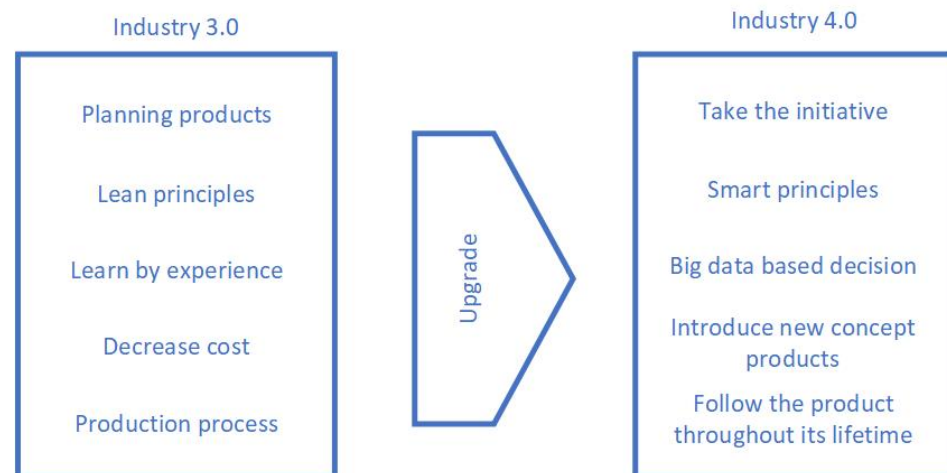 Industry 3.0
Planning products
Lean principles
Learn by experience
Decrease cost
Production process
Upgrade
Industry 4.0
Take the initiative
Smart principles
Big data based decision
Introduce new concept
products
Follow the product
throughout its lifetime